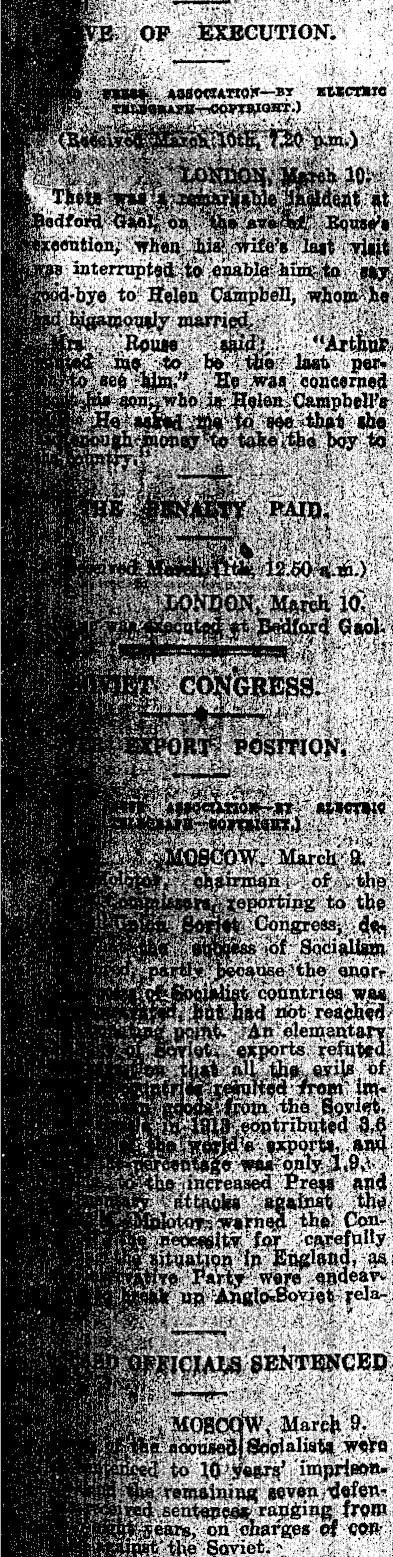 OF EXECUTION.
PRESS ASSOCIATION—BY ELECTRIC
TELEGRAPH—COPYRIGHT.)
(Received March 10th, 7.20 p.m.)
LONDON, March 10.
There was a remarkable incident at
Bedford Gaol, on the eve of Rouse's
execution, when his wife's last visit
was interrupted to enable him to say
good-bye to Helen Campbell, whom he
had bigamously married.
Mrs Rouse said: "Arthur
me to be the last per-
to see him." He was concerned
his son, who is Helen Campbell's
He asked me to see that she
enough money to take the boy to
country."
THE PENALTY PAID.
March 11th, 12.50 a.m.)
LONDON, March 10.
was executed at Bedford Gaol.
CONGRESS.
EXPORT POSITION.
ASSOCIATION—BY ELECTRIC
TELEGRAPH—COPYRIGHT.)
MOSCOW, March 9.
chairman of the
Commissars, reporting to the
Soviet Congress, de-
the success of Socialism
partly because the enor-
of Socialist countries was
but had not reached
point. An elementary
of Soviet exports refuted
that all the evils of
resulted from im-
goods from the Soviet.
in 1913 contributed 3.6
the world's exports, and
percentage was only 1.9.
to the increased Press and
attacks against the
Molotov warned the Con-
the necessity for carefully
the situation in England, as
Party were endeav-
break up Anglo-Soviet rela-
OFFICIALS SENTENCED
MOSCOW, March 9.
of the accused Socialists were
to 10 years' imprison-
the remaining seven defen-
sentences ranging from
years, on charges of con-
against the Soviet.